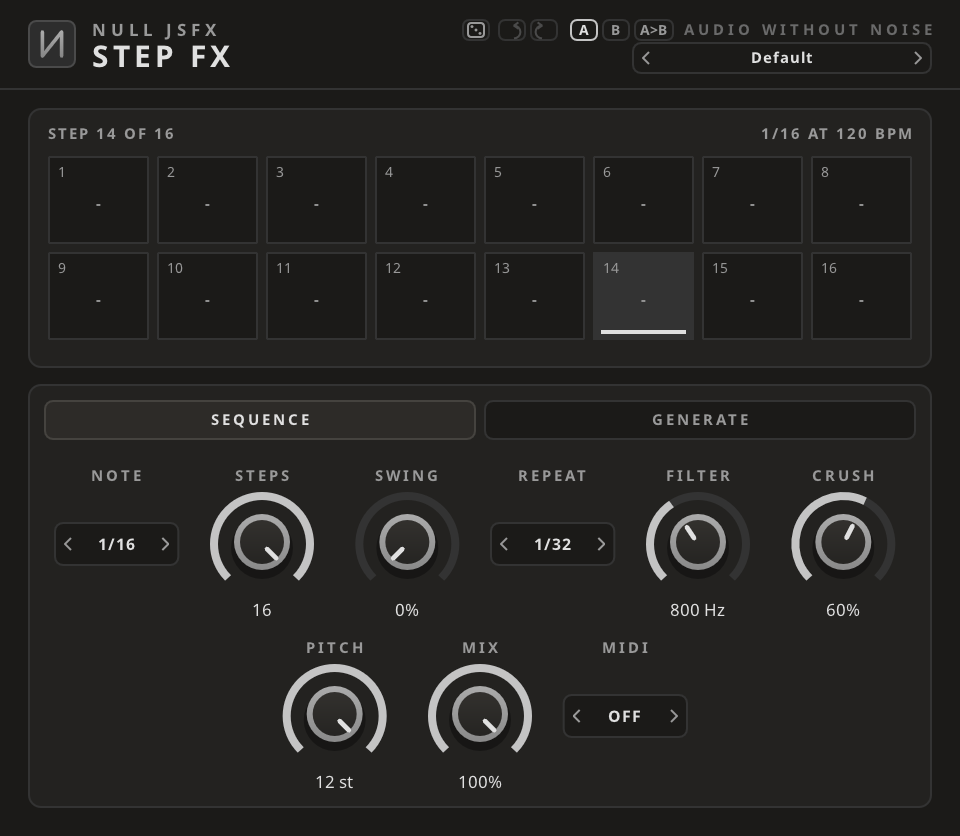 NULL JSFX
STEP FX
A B A>B AUDIO WITHOUT NOISE
Default
STEP 14 OF 16 1/16 AT 120 BPM
1 2 3 4 5 6 7 8
- - - - - - - -
9 10 11 12 13 14 15 16
- - - - - - - -
SEQUENCE GENERATE
NOTE STEPS SWING REPEAT FILTER CRUSH
1/16 1/32
16 0% 800 Hz 60%
PITCH MIX MIDI
OFF
12 st 100%